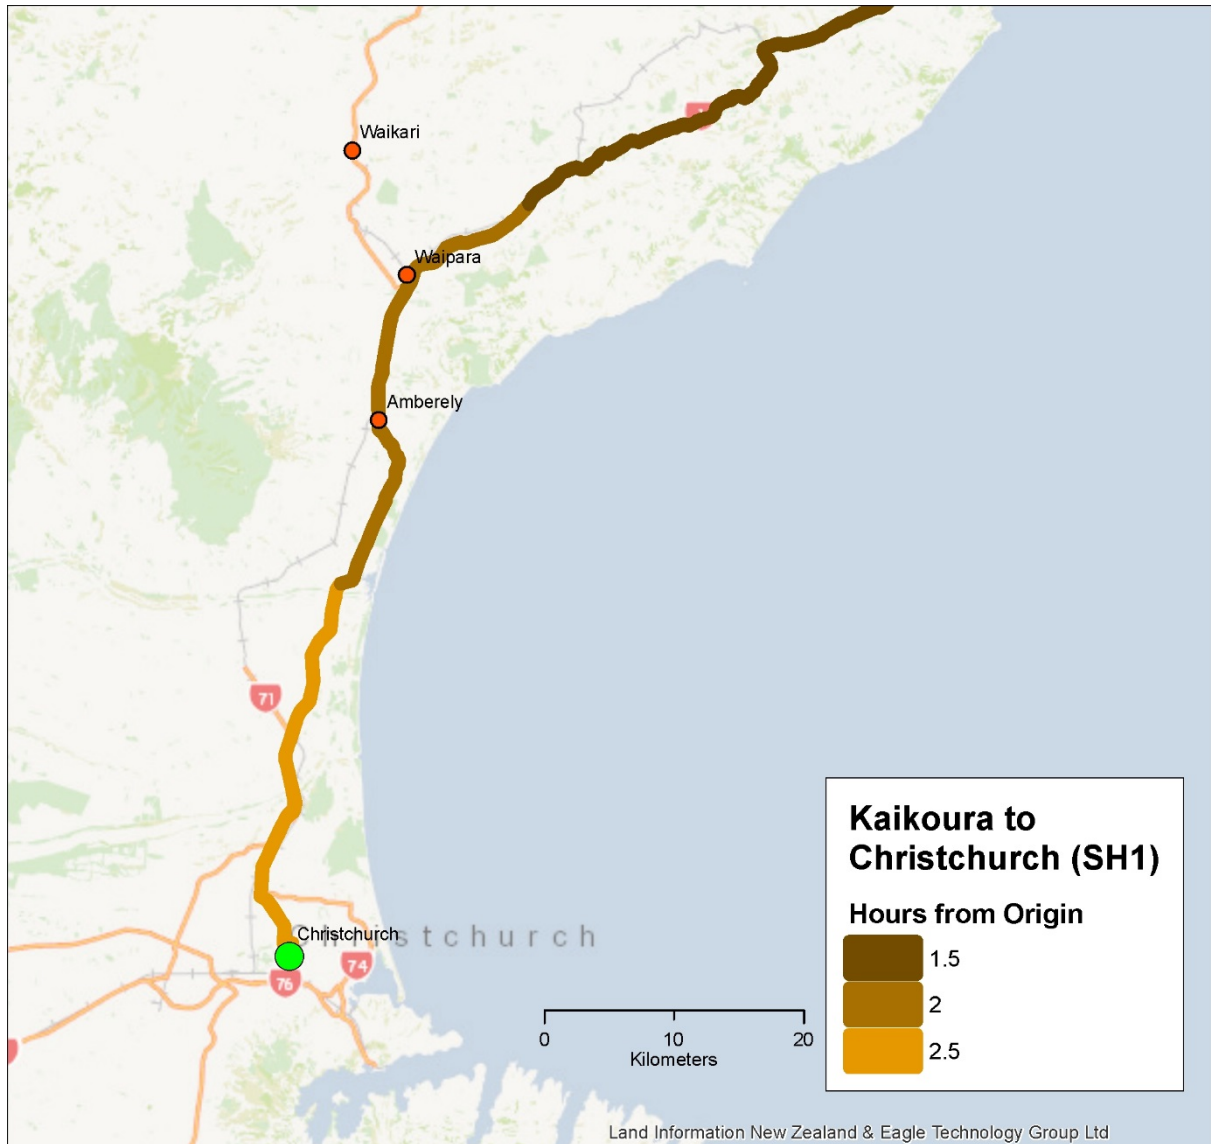 Waikari
1
Waipara
Amberely
71
Christchurch
Christchurch
74
76
0 10 20
Kilometers
Kaikoura to
Christchurch (SH1)
Hours from Origin
1.5
2
2.5
Land Information New Zealand & Eagle Technology Group Ltd